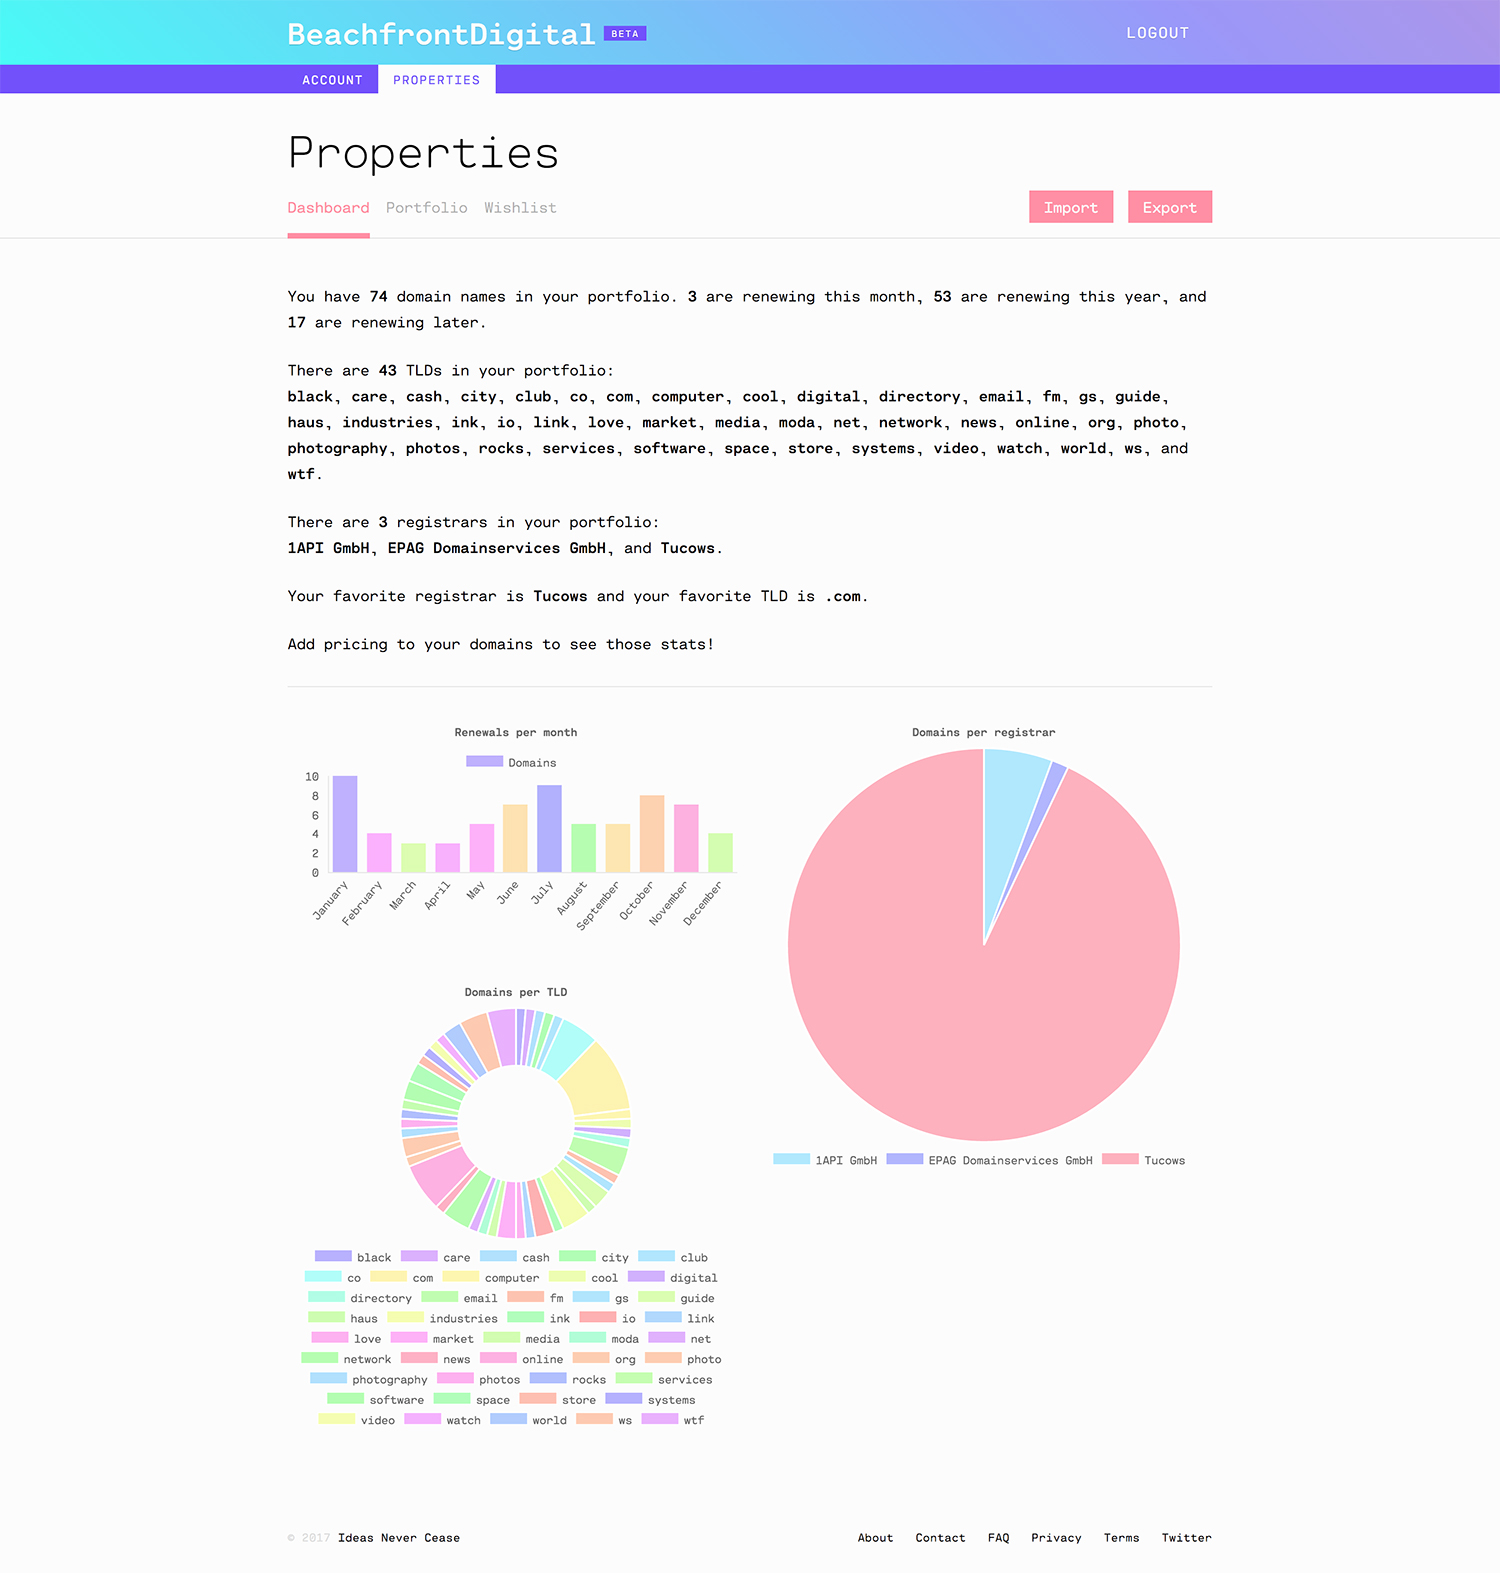 BeachfrontDigital BETA
LOGOUT
ACCOUNT PROPERTIES
Properties
Dashboard Portfolio Wishlist
Import Export
You have 74 domain names in your portfolio. 3 are renewing this month, 53 are renewing this year, and
17 are renewing later.
There are 43 TLDs in your portfolio:
black, care, cash, city, club, co, com, computer, cool, digital, directory, email, fm, gs, guide,
haus, industries, ink, io, link, love, market, media, moda, net, network, news, online, org, photo,
photography, photos, rocks, services, software, space, store, systems, video, watch, world, ws, and
wtf.
There are 3 registrars in your portfolio:
1API GmbH, EPAG Domainservices GmbH, and Tucows.
Your favorite registrar is Tucows and your favorite TLD is .com.
Add pricing to your domains to see those stats!
Renewals per month
Domains
10
8
6
4
2
0
January
February
March
April
May
June
July
August
September
October
November
December
Domains per registrar
1API GmbH EPAG Domainservices GmbH Tucows
Domains per TLD
black care cash city club
co com computer cool digital
directory email fm gs guide
haus industries ink io link
love market media moda net
network news online org photo
photography photos rocks services
software space store systems
video watch world ws wtf
© 2017 Ideas Never Cease
About Contact FAQ Privacy Terms Twitter